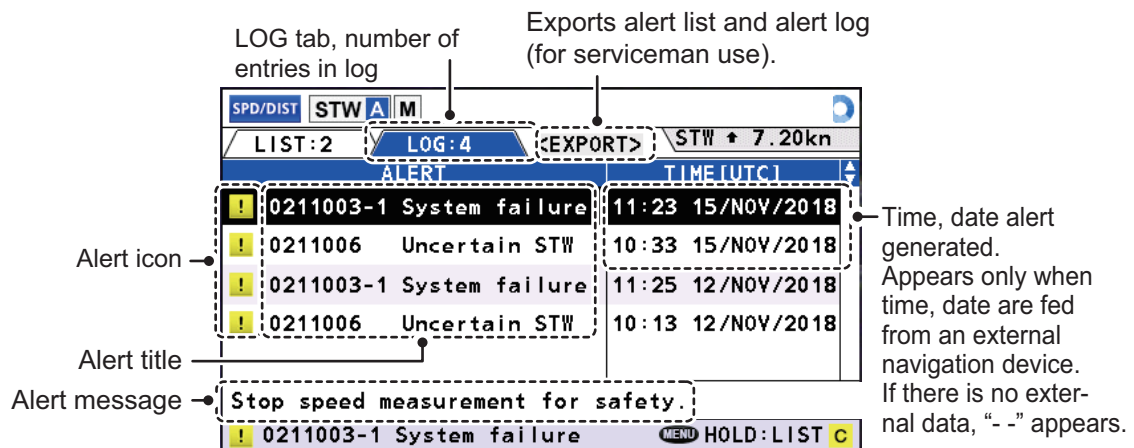 LOG tab, number of
entries in log
Exports alert list and alert log
(for serviceman use).
SPD/DIST STW A M
LIST:2 LOG:4 <EXPORT> STW ↑ 7.20kn
ALERT TIME[UTC]
! 0211003-1 System failure 11:23 15/NOV/2018
! 0211006 Uncertain STW 10:33 15/NOV/2018
! 0211003-1 System failure 11:25 12/NOV/2018
! 0211006 Uncertain STW 10:13 12/NOV/2018
Stop speed measurement for safety.
! 0211003-1 System failure MENU HOLD:LIST C
Alert icon
Alert title
Alert message
Time, date alert
generated.
Appears only when
time, date are fed
from an external
navigation device.
If there is no exter-
nal data, “- -” appears.